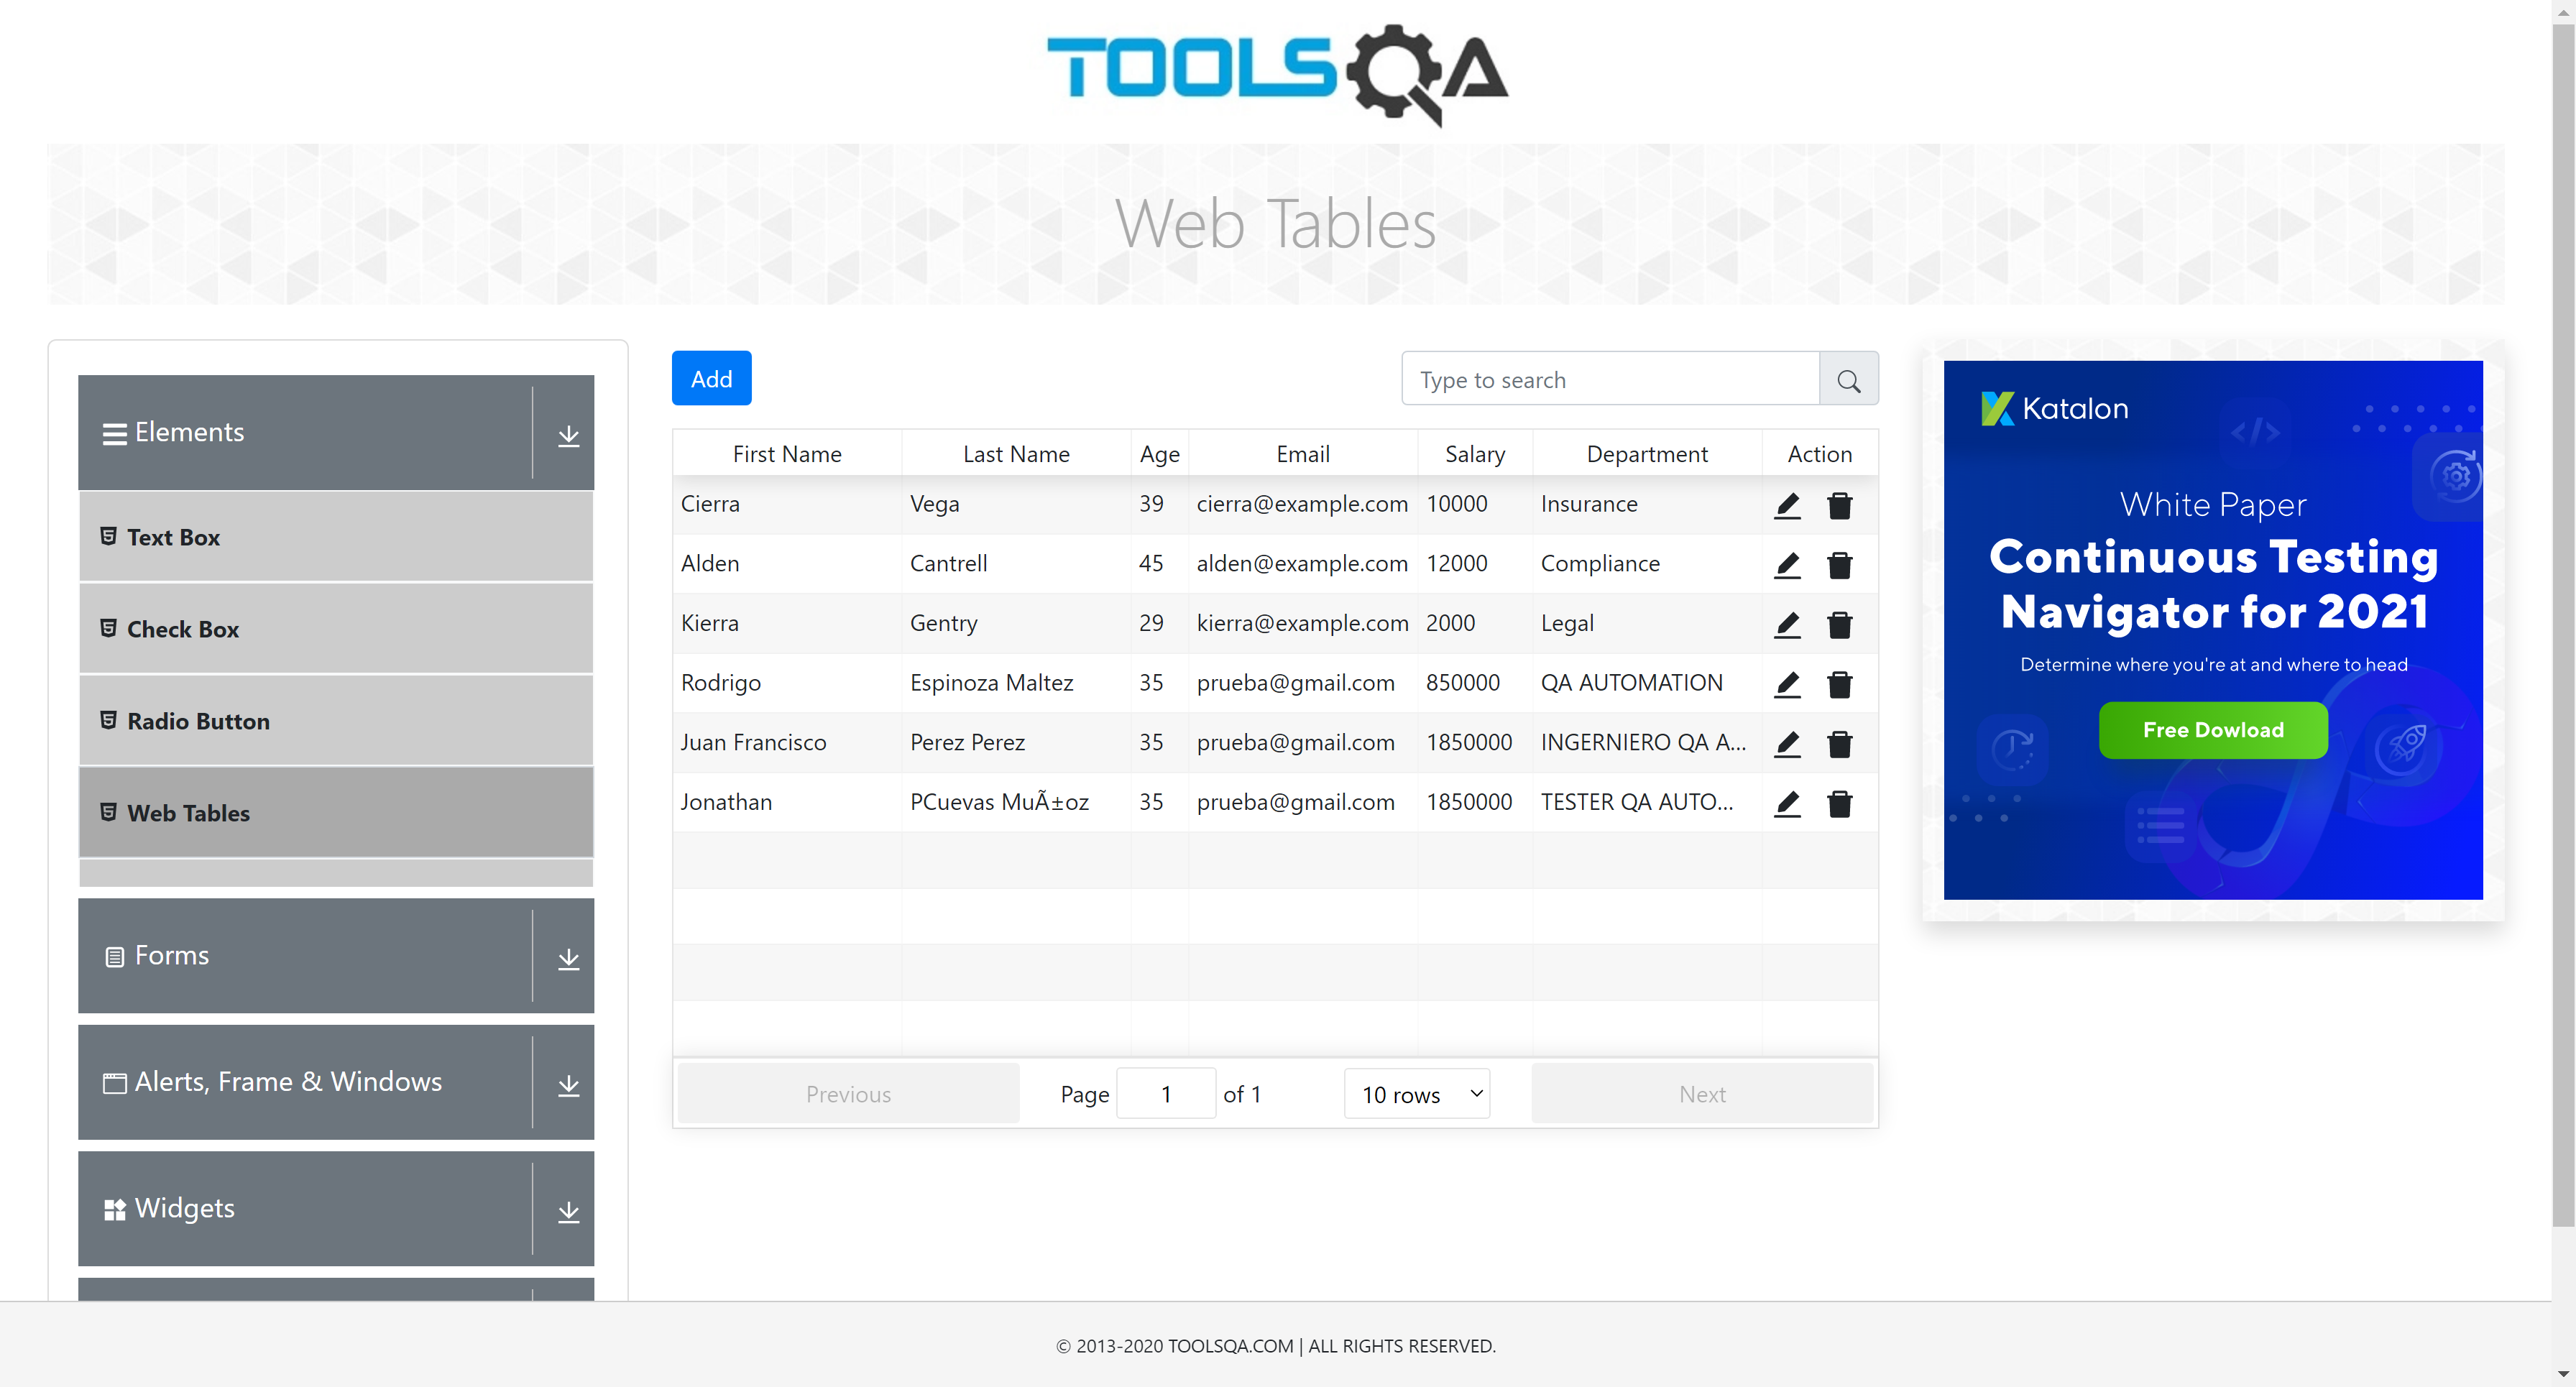 TOOLSQA
Web Tables
Elements
Text Box
Check Box
Radio Button
Web Tables
Forms
Alerts, Frame & Windows
Widgets
Add
Type to search
First Name Last Name Age Email Salary Department Action
Cierra Vega 39 cierra@example.com 10000 Insurance
Alden Cantrell 45 alden@example.com 12000 Compliance
Kierra Gentry 29 kierra@example.com 2000 Legal
Rodrigo Espinoza Maltez 35 prueba@gmail.com 850000 QA AUTOMATION
Juan Francisco Perez Perez 35 prueba@gmail.com 1850000 INGERNIERO QA A...
Jonathan PCuevas MuÃ±oz 35 prueba@gmail.com 1850000 TESTER QA AUTO...
Previous Page 1 of 1 10 rows Next
Katalon
</>
White Paper
Continuous Testing
Navigator for 2021
Determine where you're at and where to head
Free Dowload
© 2013-2020 TOOLSQA.COM | ALL RIGHTS RESERVED.